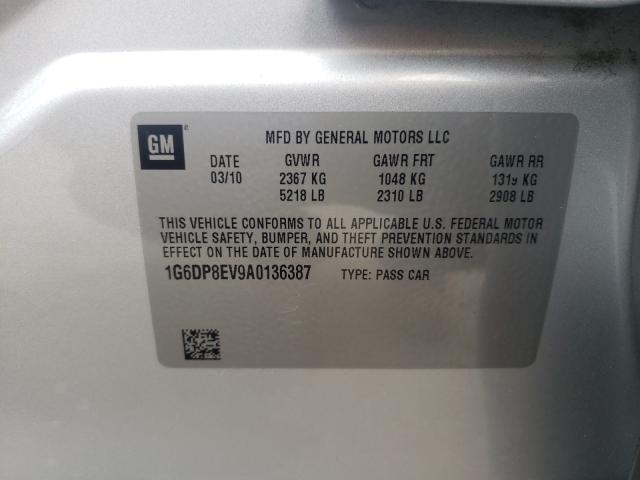 GM
MFD BY GENERAL MOTORS LLC
DATE GVWR GAWR FRT GAWR RR
03/10 2367 KG 1048 KG 1319 KG
5218 LB 2310 LB 2908 LB
THIS VEHICLE CONFORMS TO ALL APPLICABLE U.S. FEDERAL MOTOR
VEHICLE SAFETY, BUMPER, AND THEFT PREVENTION STANDARDS IN
EFFECT ON THE DATE OF MANUFACTURE SHOWN ABOVE.
1G6DP8EV9A0136387 TYPE: PASS CAR